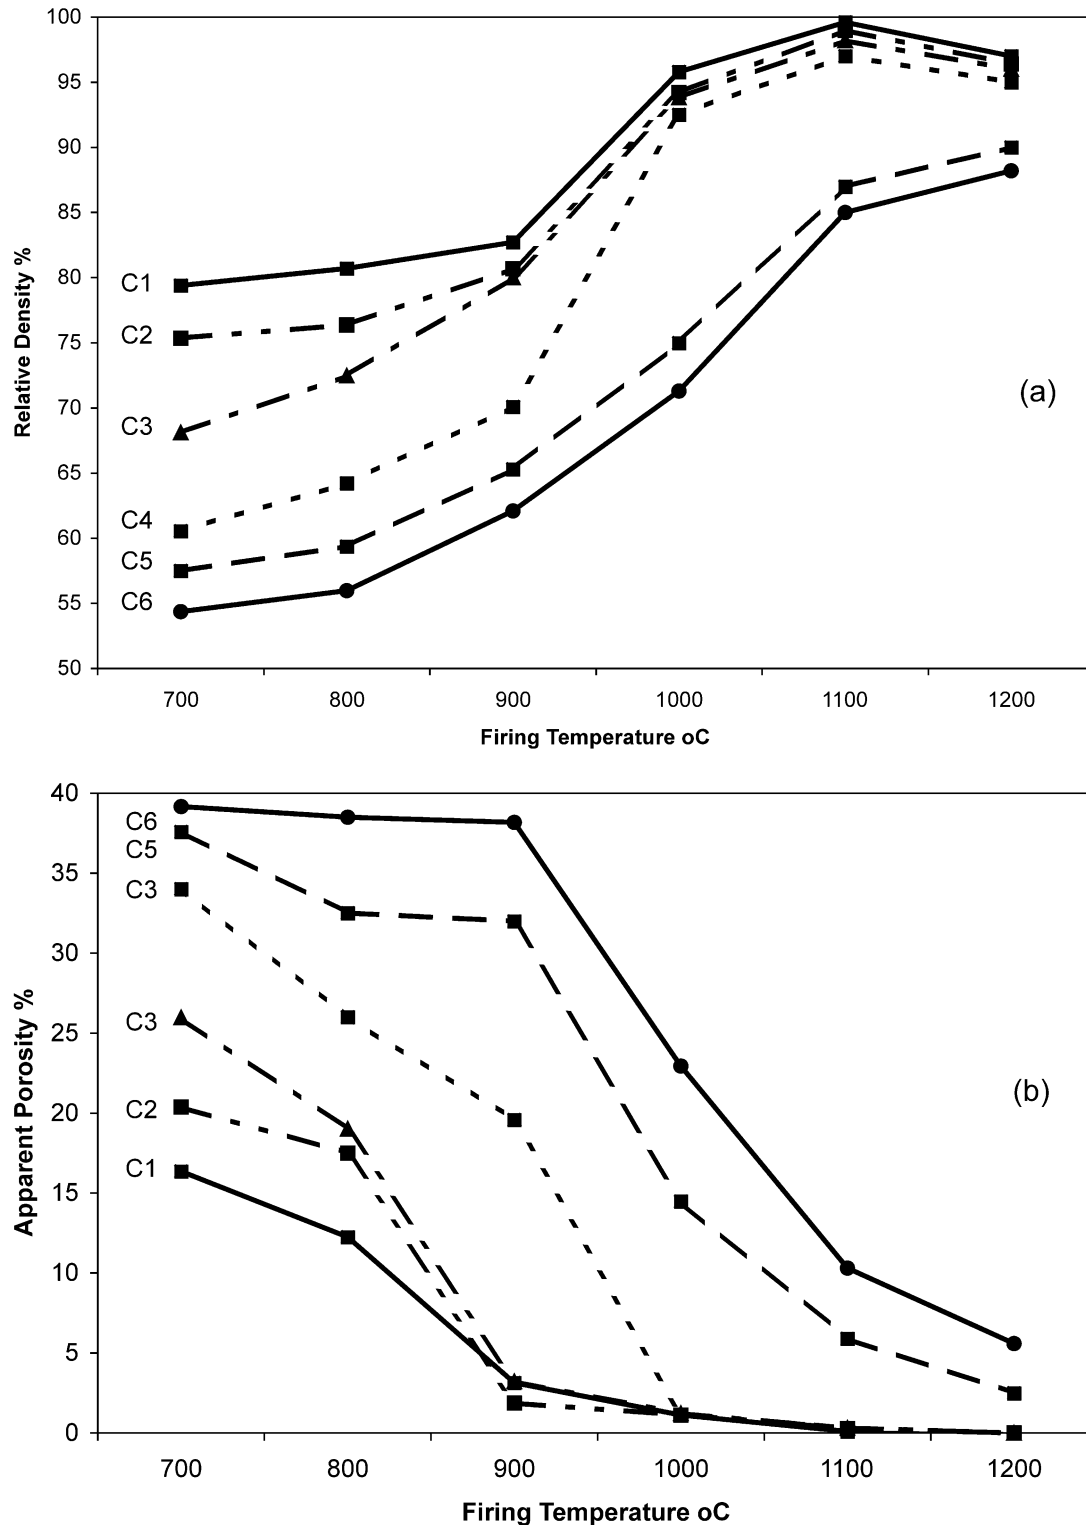 100
95
90
85
80
75
70
65
60
55
50
Relative Density %
C1
C2
C3
C4
C5
C6
(a)
700 800 900 1000 1100 1200
Firing Temperature oC
40
35
30
25
20
15
10
5
0
Apparent Porosity %
C6
C5
C3
C3
C2
C1
(b)
700 800 900 1000 1100 1200
Firing Temperature oC